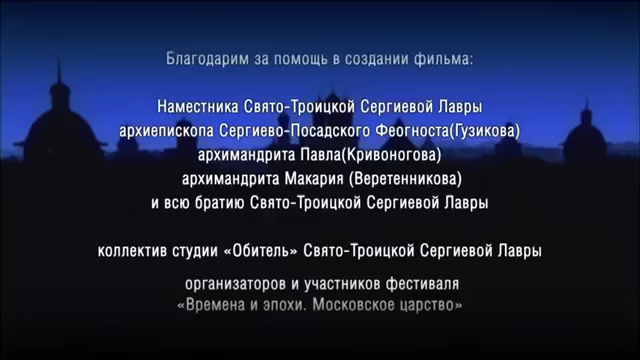 Благодарим за помощь в создании фильма:
Наместника Свято-Троицкой Сергиевой Лавры
архиепископа Сергиево-Посадского Феогноста(Гузикова)
архимандрита Павла(Кривоногова)
архимандрита Макария (Веретенникова)
и всю братию Свято-Троицкой Сергиевой Лавры
коллектив студии «Обитель» Свято-Троицкой Сергиевой Лавры
организаторов и участников фестиваля
«Времена и эпохи. Московское царство»